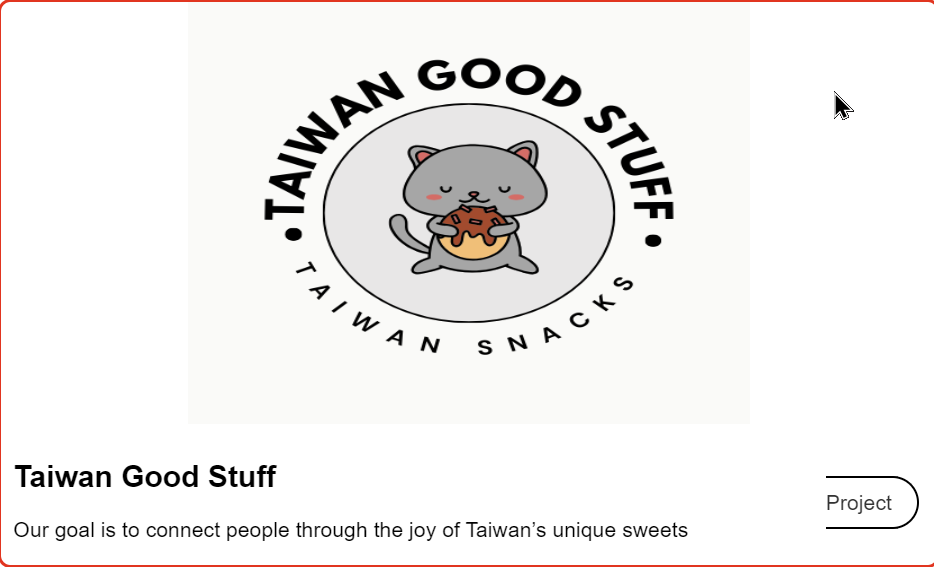 TAIWAN GOOD STUFF
TAIWAN SNACKS
Taiwan Good Stuff
Our goal is to connect people through the joy of Taiwan’s unique sweets
Project